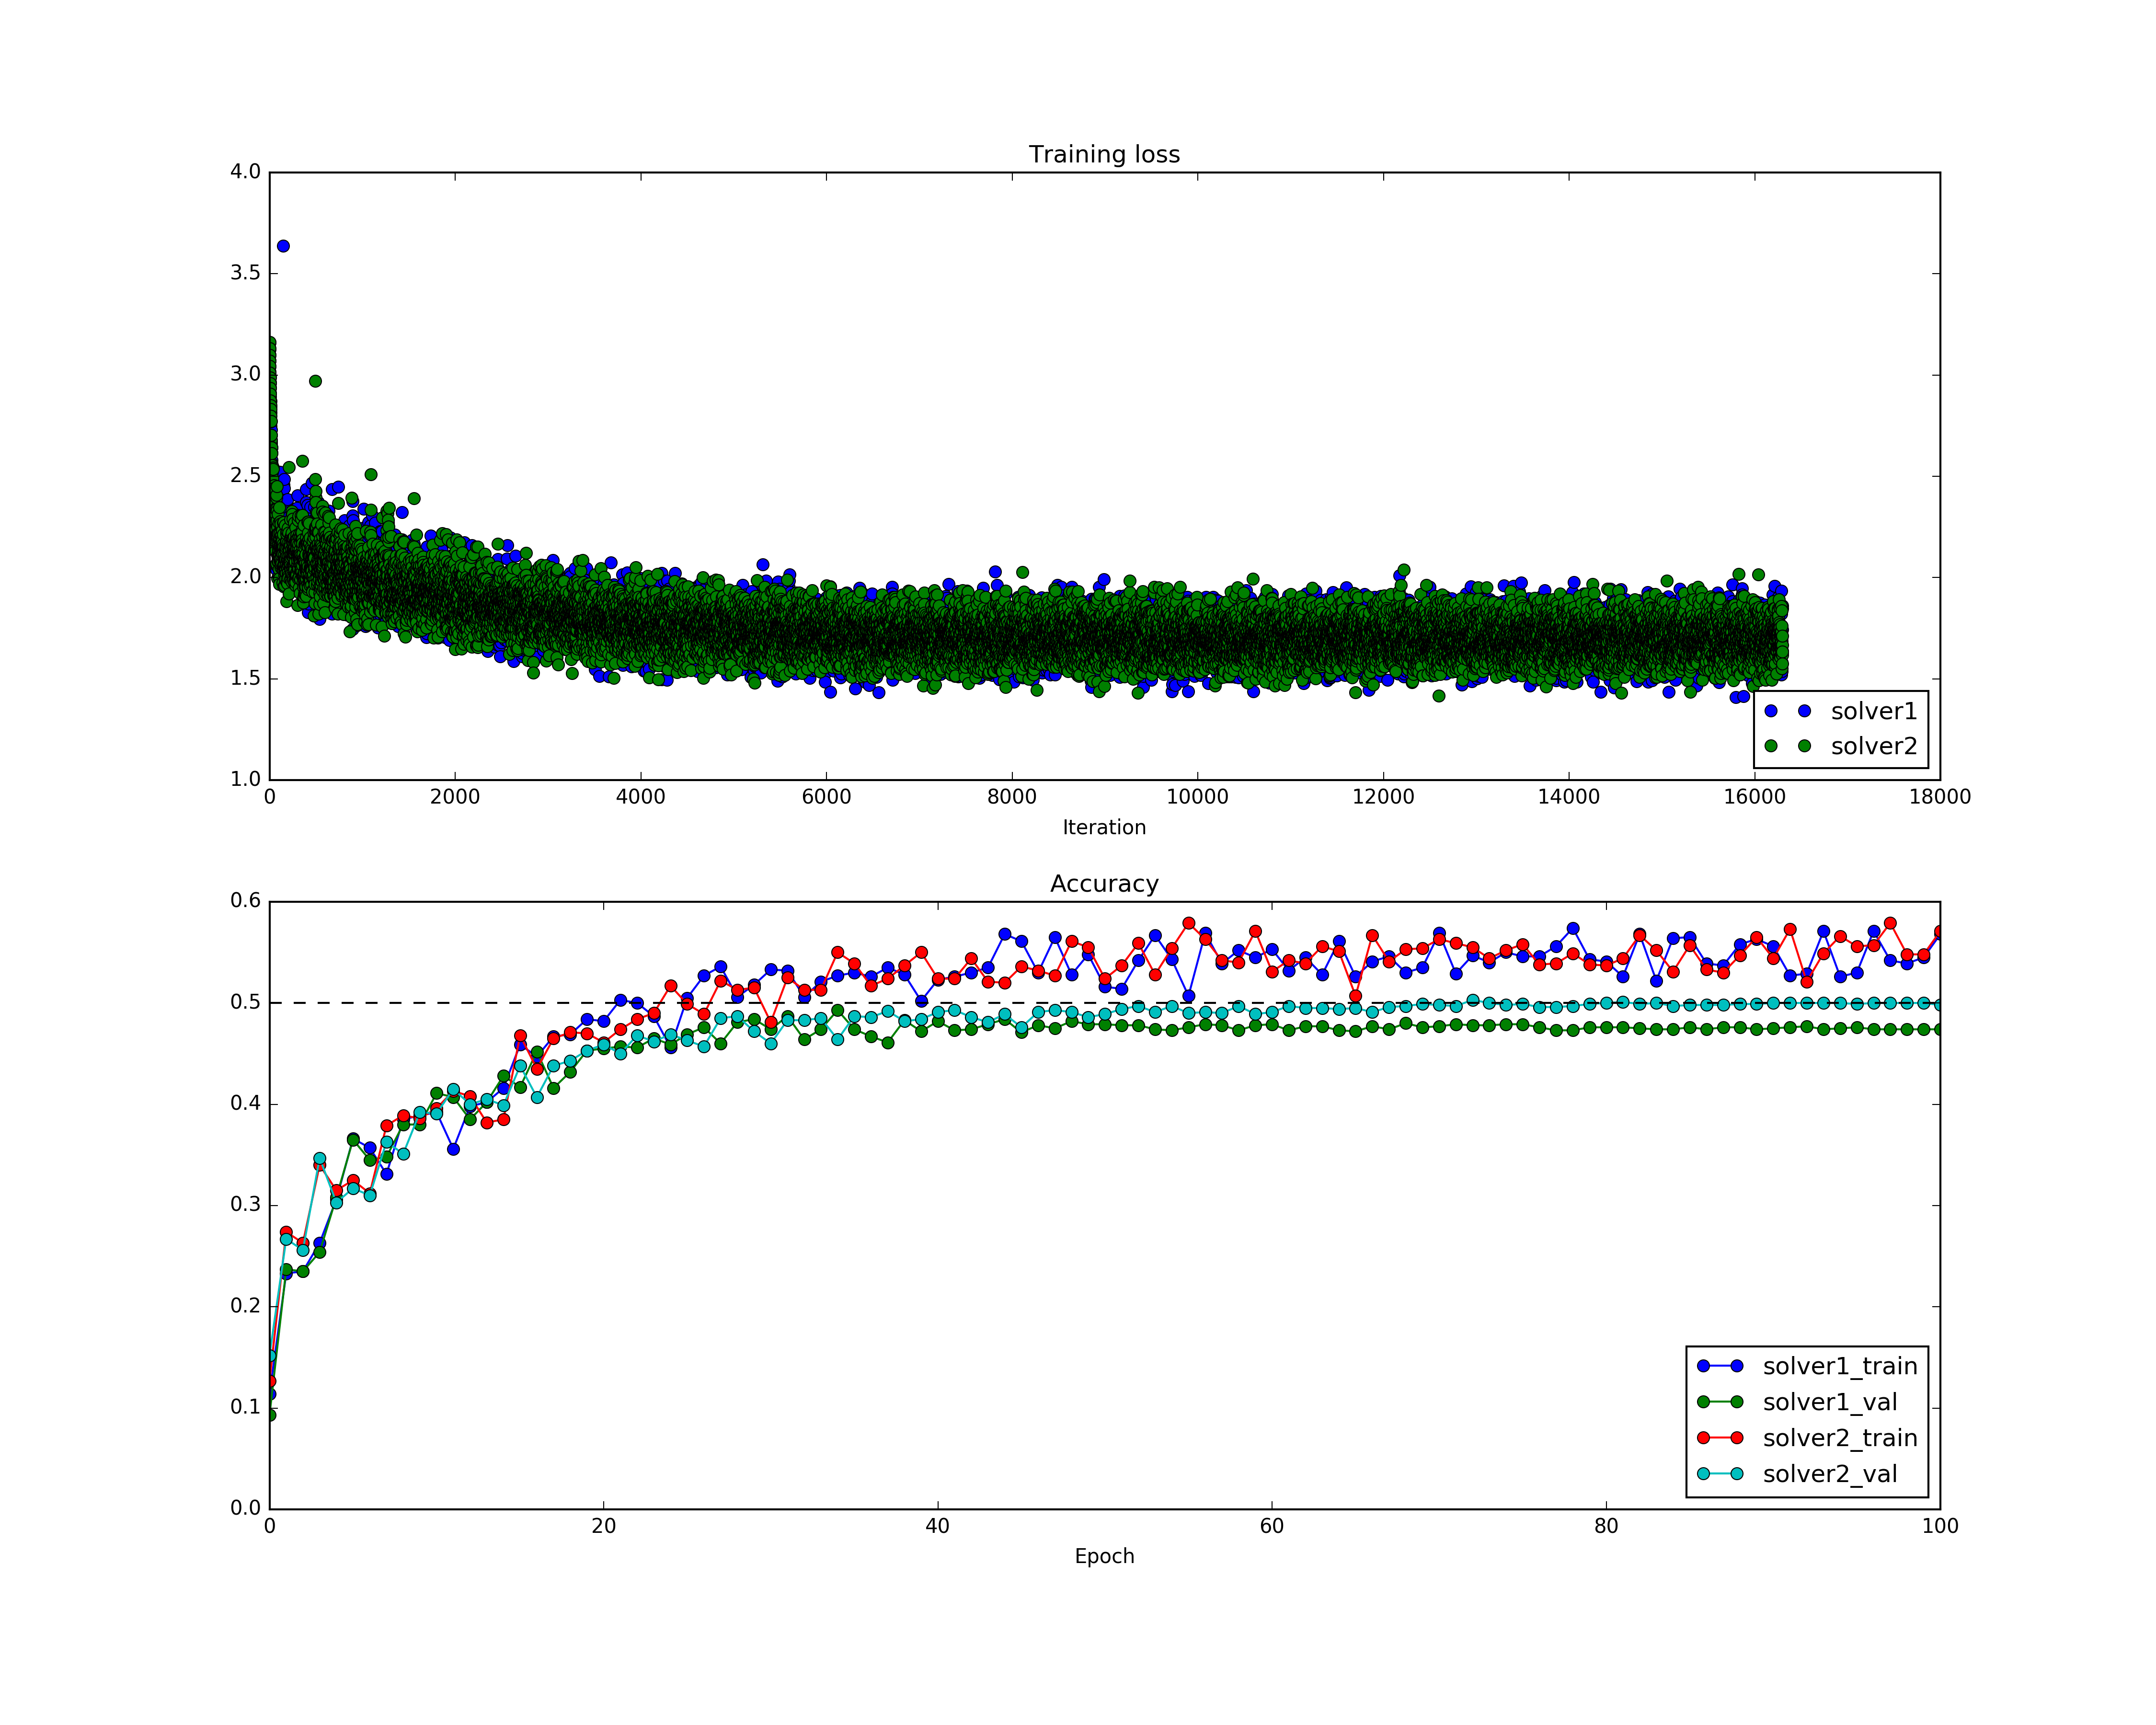 Training loss
4.0
3.5
3.0
2.5
2.0
1.5
1.0
0 2000 4000 6000 8000 10000 12000 14000 16000 18000
Iteration
solver1
solver2
Accuracy
0.6
0.5
0.4
0.3
0.2
0.1
0.0
0 20 40 60 80 100
Epoch
solver1_train
solver1_val
solver2_train
solver2_val